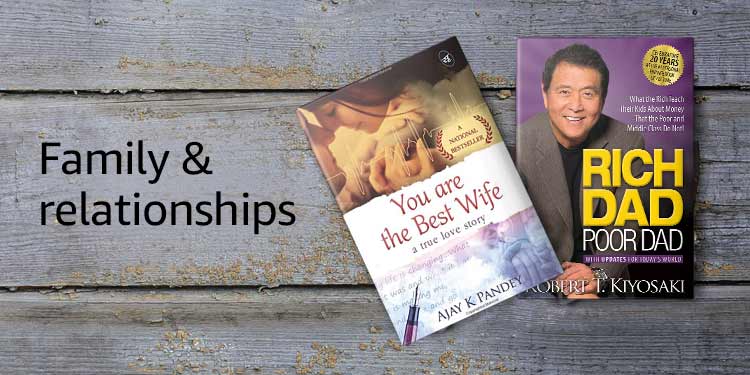 Family &
relationships
A
NATIONAL
BESTSELLER
You are
the Best Wife
a true love story
AJAY K PANDEY
CELEBRATING
20 YEARS
What the Rich Teach
Their Kids About Money
That the Poor and
Middle Class Do Not!
RICH
DAD
POOR DAD
WITH UPDATES FOR TODAY'S WORLD
ROBERT T. KIYOSAKI